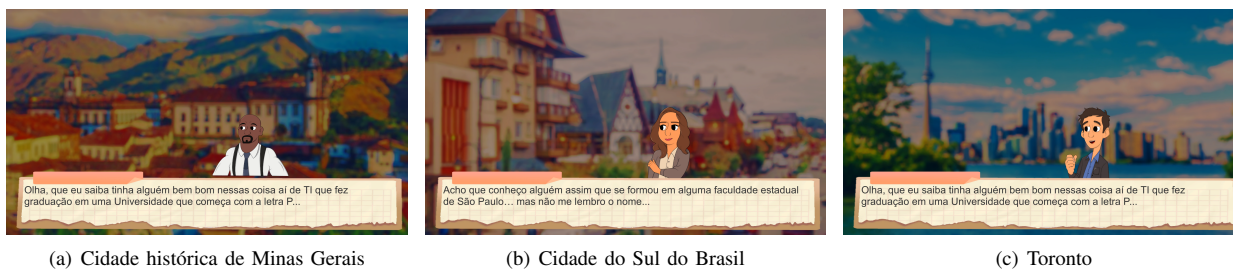 Olha, que eu saiba tinha alguém bem bom nessas coisa aí de TI que fez
graduação em uma Universidade que começa com a letra P...
Acho que conheço alguém assim que se formou em alguma faculdade estadual
de São Paulo... mas não me lembro o nome...
Olha, que eu saiba tinha alguém bem bom nessas coisa aí de TI que fez
graduação em uma Universidade que começa com a letra P...
(a) Cidade histórica de Minas Gerais
(b) Cidade do Sul do Brasil
(c) Toronto